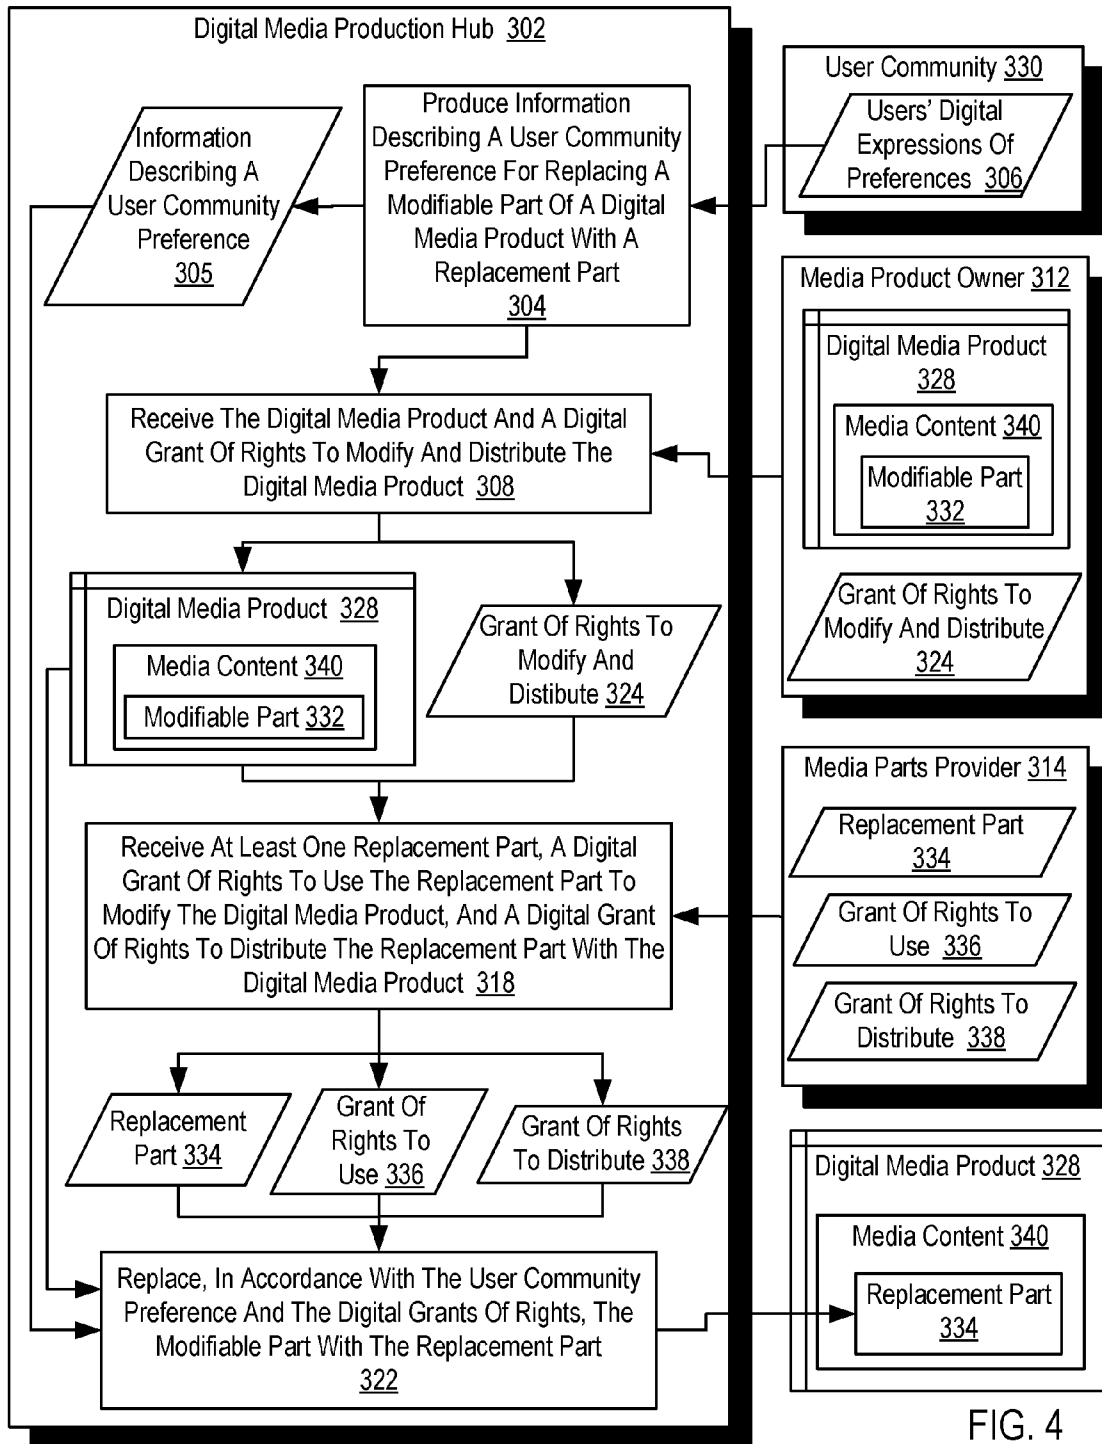 Digital Media Production Hub 302
Information
Describing A
User Community
Preference
305
Produce Information
Describing A User Community
Preference For Replacing A
Modifiable Part Of A Digital
Media Product With A
Replacement Part
304
User Community 330
Users' Digital
Expressions Of
Preferences 306
Media Product Owner 312
Digital Media Product
328
Media Content 340
Modifiable Part
332
Grant Of Rights To
Modify And Distribute
324
Receive The Digital Media Product And A Digital
Grant Of Rights To Modify And Distribute The
Digital Media Product 308
Digital Media Product 328
Media Content 340
Modifiable Part 332
Grant Of Rights To
Modify And
Distibute 324
Media Parts Provider 314
Replacement Part
334
Grant Of Rights To
Use 336
Grant Of Rights To
Distribute 338
Receive At Least One Replacement Part, A Digital
Grant Of Rights To Use The Replacement Part To
Modify The Digital Media Product, And A Digital Grant
Of Rights To Distribute The Replacement Part With The
Digital Media Product 318
Replacement
Part 334
Grant Of
Rights To
Use 336
Grant Of Rights
To Distribute 338
Digital Media Product 328
Media Content 340
Replacement Part
334
Replace, In Accordance With The User Community
Preference And The Digital Grants Of Rights, The
Modifiable Part With The Replacement Part
322
FIG. 4